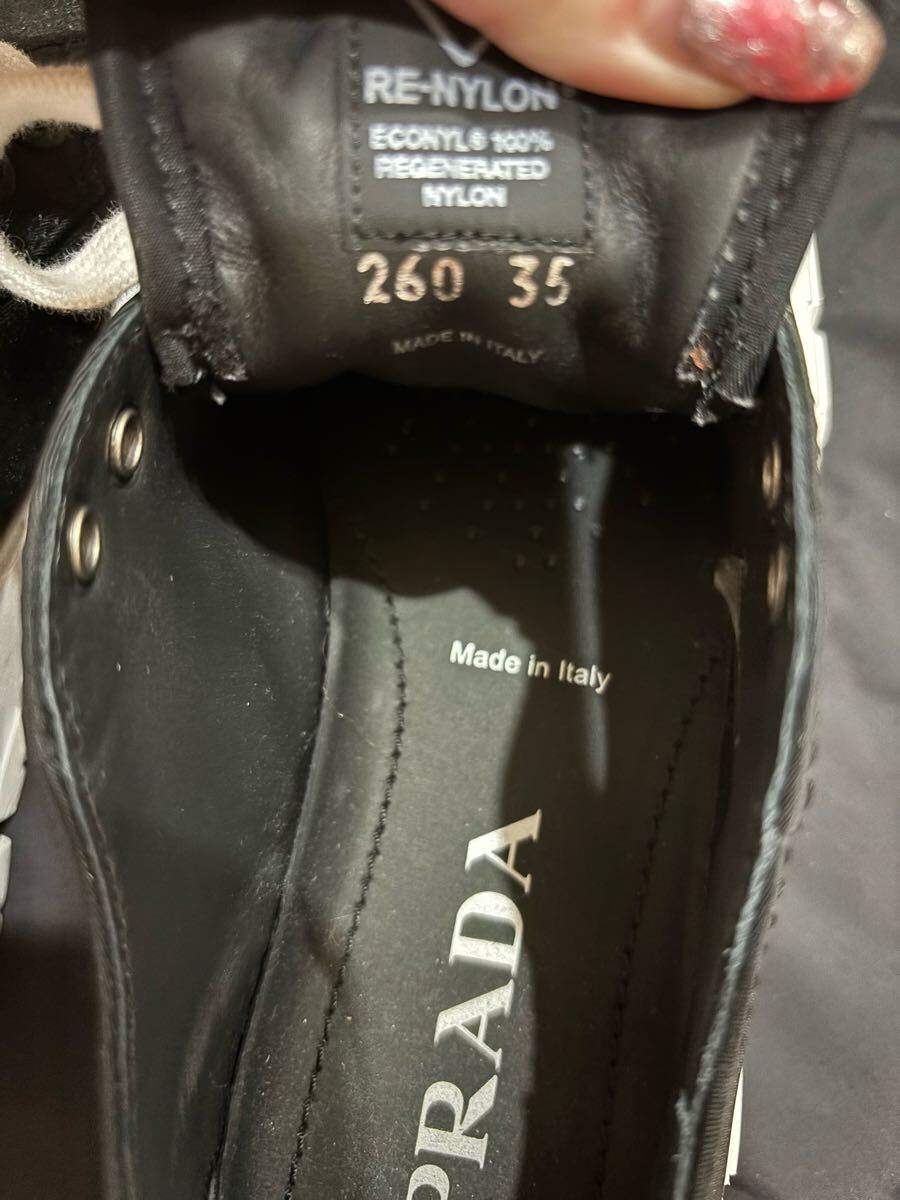 RE-NYLON
ECONYL® 100%
REGENERATED
NYLON
260 35
MADE IN ITALY
Made in Italy
PRADA